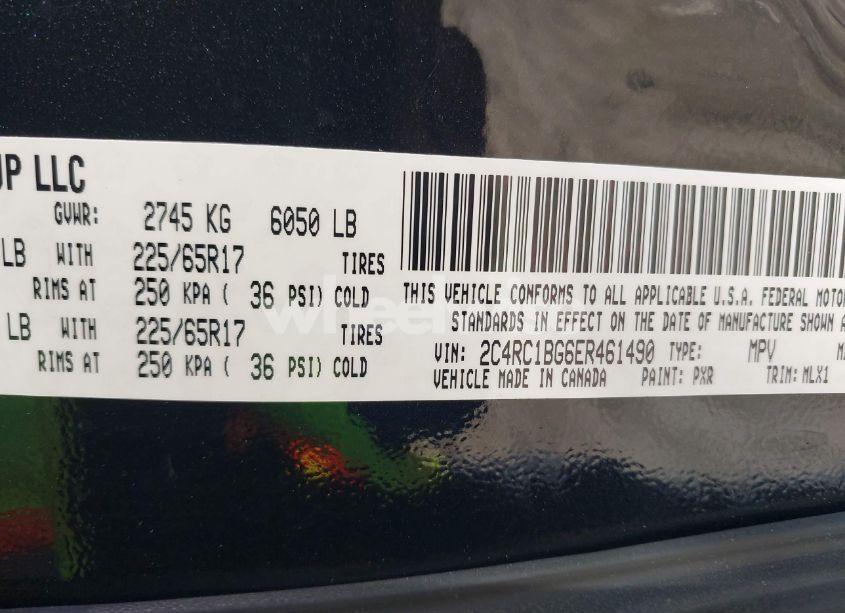 UP LLC
GVWR: 2745 KG 6050 LB
LB WITH 225/65R17 TIRES
RIMS AT 250 KPA ( 36 PSI) COLD
LB WITH 225/65R17 TIRES
RIMS AT 250 KPA ( 36 PSI) COLD
THIS VEHICLE CONFORMS TO ALL APPLICABLE U.S.A. FEDERAL MOTOR
STANDARDS IN EFFECT ON THE DATE OF MANUFACTURE SHOWN A
VIN: 2C4RC1BG6ER461490 TYPE: MPV
VEHICLE MADE IN CANADA PAINT: PXR TRIM: MLX1